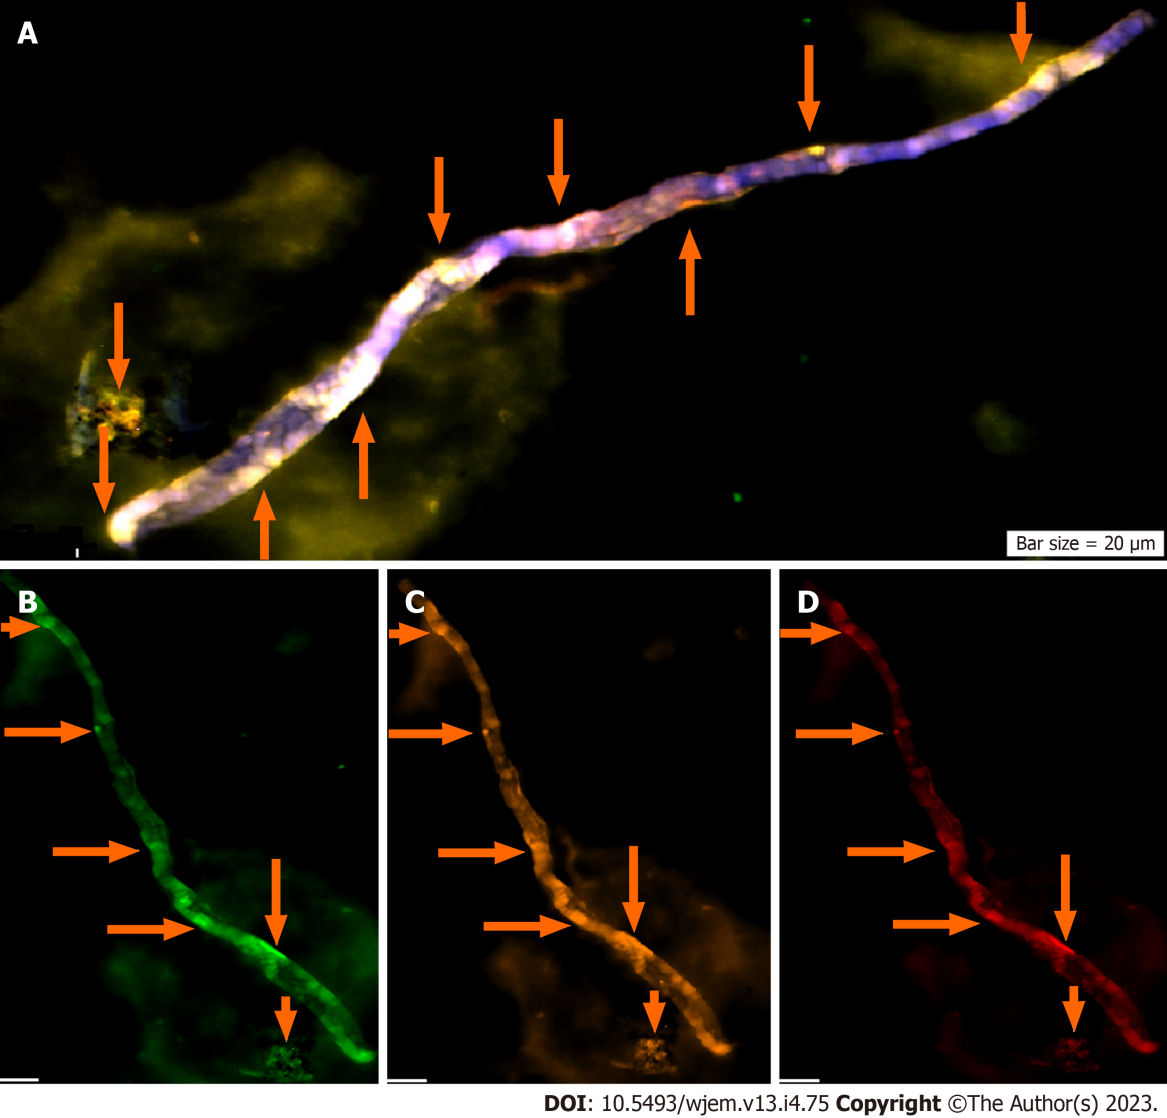 A
Bar size = 20 μm
B
C
D
DOI: 10.5493/wjem.v13.i4.75 Copyright ©The Author(s) 2023.